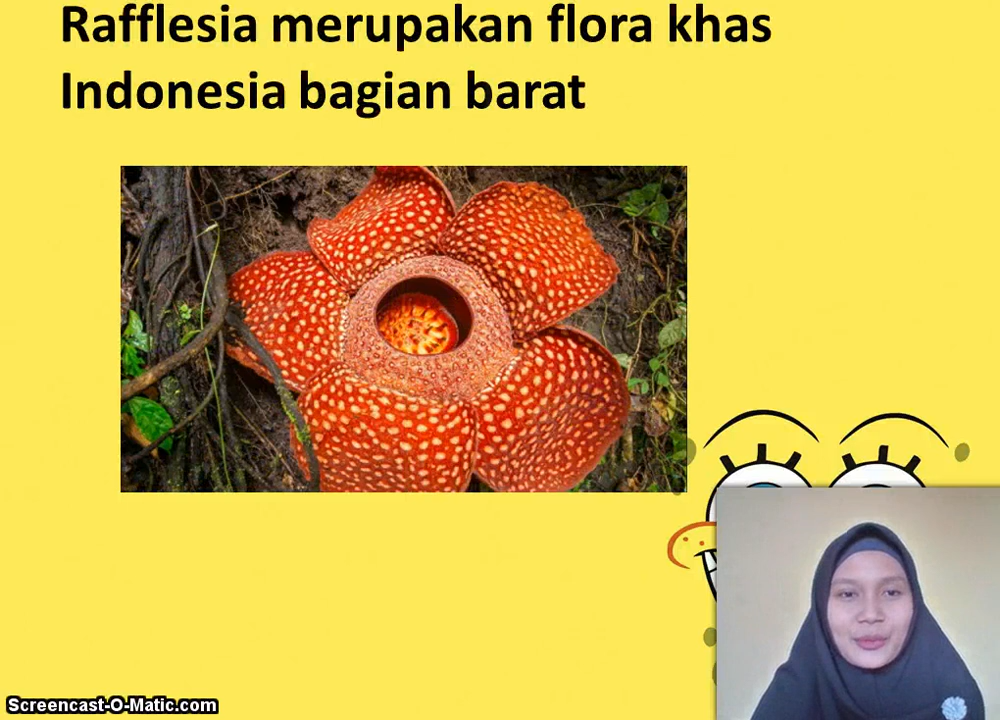 Rafflesia merupakan flora khas
Indonesia bagian barat
Screencast-O-Matic.com